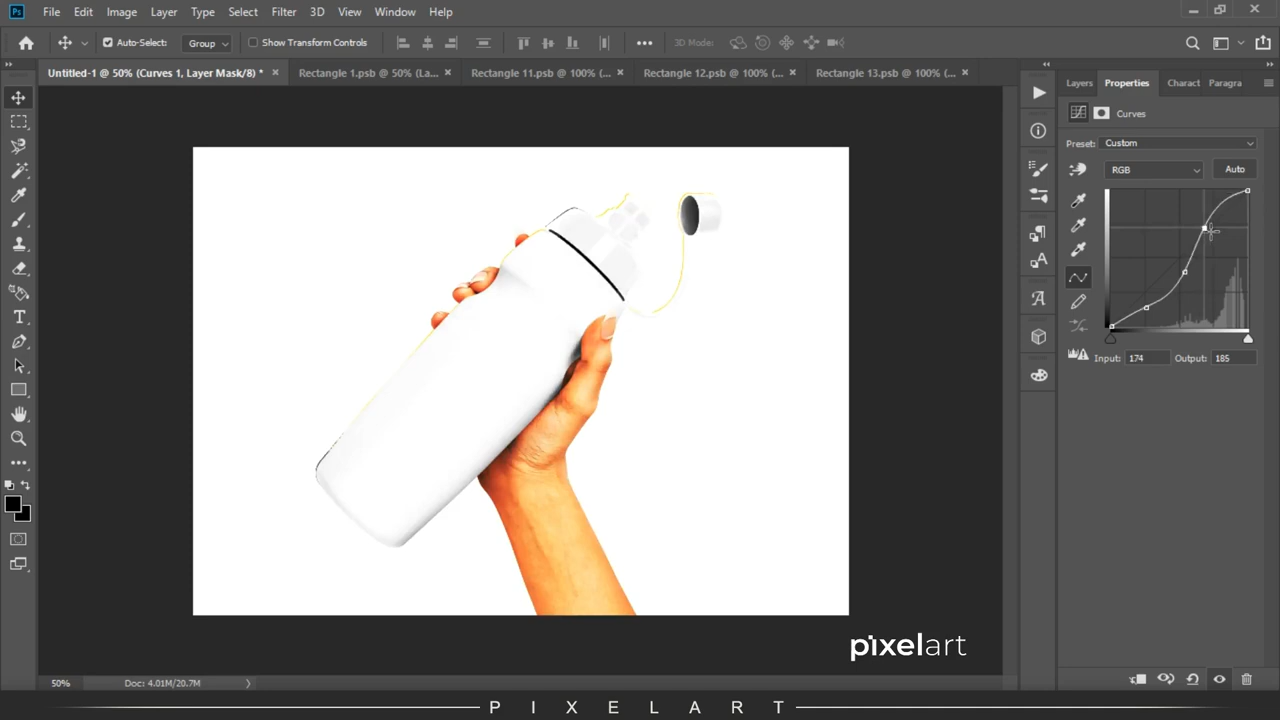 Ps File Edit Image Layer Type Select Filter 3D View Window Help
Auto-Select: Group Show Transform Controls 3D Mode:
Untitled-1 @ 50% (Curves 1, Layer Mask/8) * Rectangle 1.psb @ 50% (La... Rectangle 11.psb @ 100% (... Rectangle 12.psb @ 100% (... Rectangle 13.psb @ 100% (...
Layers Properties Charact Paragra
Curves
Preset: Custom
RGB Auto
Input: 174 Output: 185
pixelart
50% Doc: 4.01M/20.7M
PIXELART